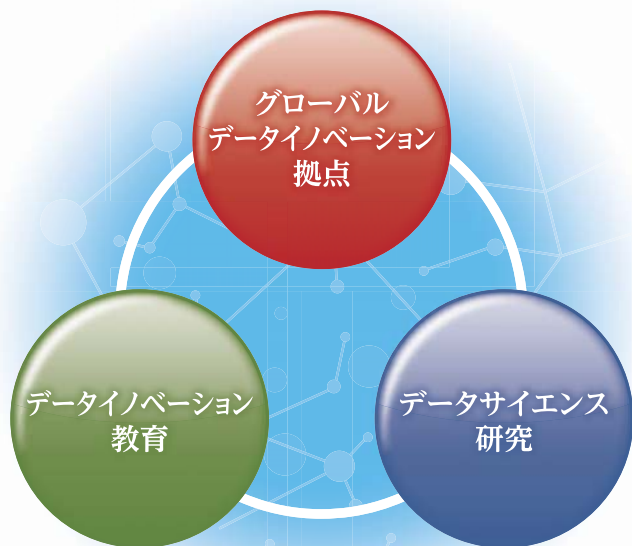 グローバル
データイノベーション
拠点
データイノベーション
教育
データサイエンス
研究